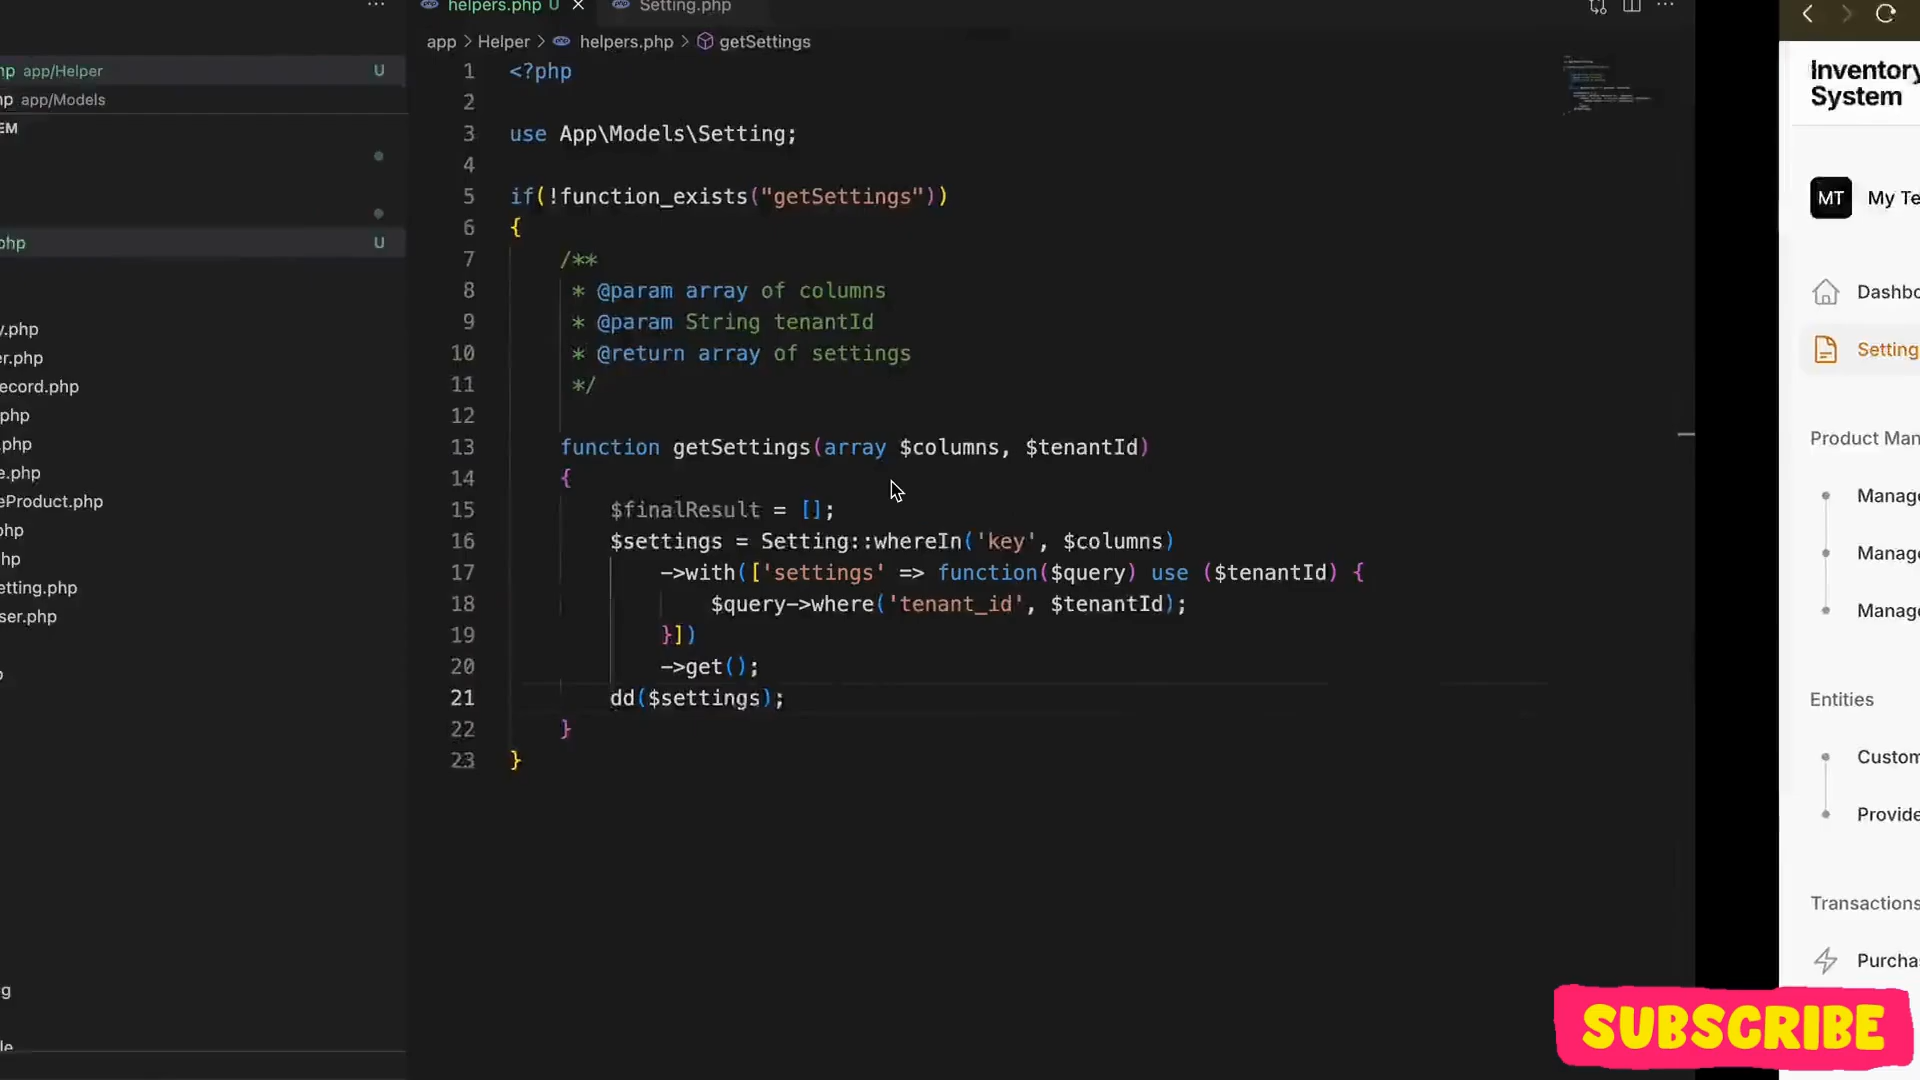 helpers.php U
Setting.php
app > Helper > helpers.php > getSettings
hp app/Helper U
hp app/Models
EM
php U
y.php
er.php
ecord.php
.php
.php
e.php
eProduct.php
php
hp
etting.php
ser.php
p
g
le
1 <?php
2
3 use App\Models\Setting;
4
5 if(!function_exists("getSettings"))
6 {
7 /**
8 * @param array of columns
9 * @param String tenantId
10 * @return array of settings
11 */
12
13 function getSettings(array $columns, $tenantId)
14 {
15 $finalResult = [];
16 $settings = Setting::whereIn('key', $columns)
17 ->with(['settings' => function($query) use ($tenantId) {
18 $query->where('tenant_id', $tenantId);
19 }])
20 ->get();
21 dd($settings);
22 }
23 }
Inventory
System
MT My Te
Dashbo
Setting
Product Man
Manage
Manage
Manage
Entities
Custom
Provide
Transactions
Purcha
SUBSCRIBE